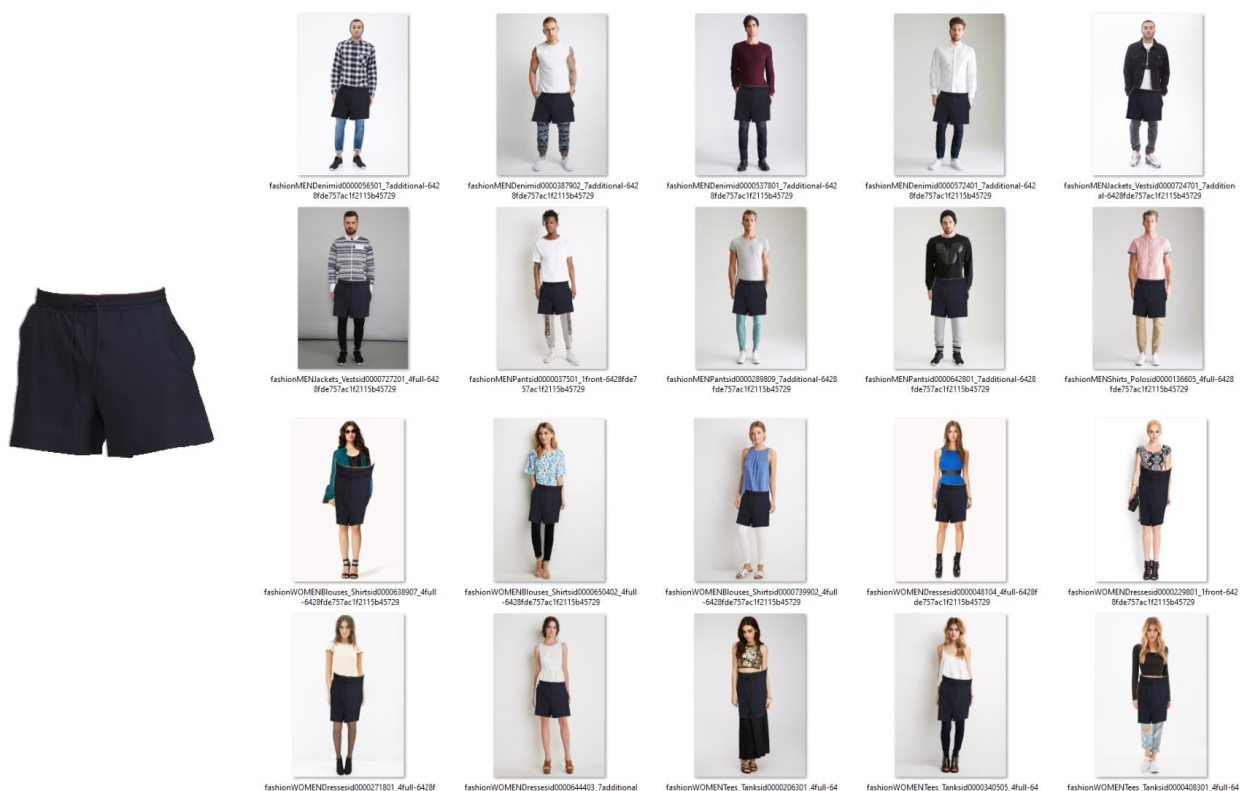 fashionMENDenimid0000056501_7additional-642
8fde757ac1f2115b45729
fashionMENDenimid0000387902_7additional-642
8fde757ac1f2115b45729
fashionMENDenimid0000537801_7additional-642
8fde757ac1f2115b45729
fashionMENDenimid0000572401_7additional-642
8fde757ac1f2115b45729
fashionMENJackets_Vestsid0000724701_7addition
al-6428fde757ac1f2115b45729
fashionMENJackets_Vestsid0000727201_4full-642
8fde757ac1f2115b45729
fashionMENPantsid0000037501_1front-6428fde7
57ac1f2115b45729
fashionMENPantsid0000289809_7additional-6428
fde757ac1f2115b45729
fashionMENPantsid0000642801_7additional-6428
fde757ac1f2115b45729
fashionMENShirts_Polosid0000136605_4full-6428
fde757ac1f2115b45729
fashionWOMENBlouses_Shirtsid0000638907_4full
-6428fde757ac1f2115b45729
fashionWOMENBlouses_Shirtsid0000650402_4full
-6428fde757ac1f2115b45729
fashionWOMENBlouses_Shirtsid0000739902_4full
-6428fde757ac1f2115b45729
fashionWOMENDressesid0000048104_4full-6428f
de757ac1f2115b45729
fashionWOMENDressesid0000229801_1front-642
8fde757ac1f2115b45729
fashionWOMENDressesid0000271801_4full-6428f
fashionWOMENDressesid0000644403_7additional
fashionWOMENTees_Tanksid0000206301_4full-64
fashionWOMENTees_Tanksid0000340505_4full-64
fashionWOMENTees_Tanksid0000408301_4full-64